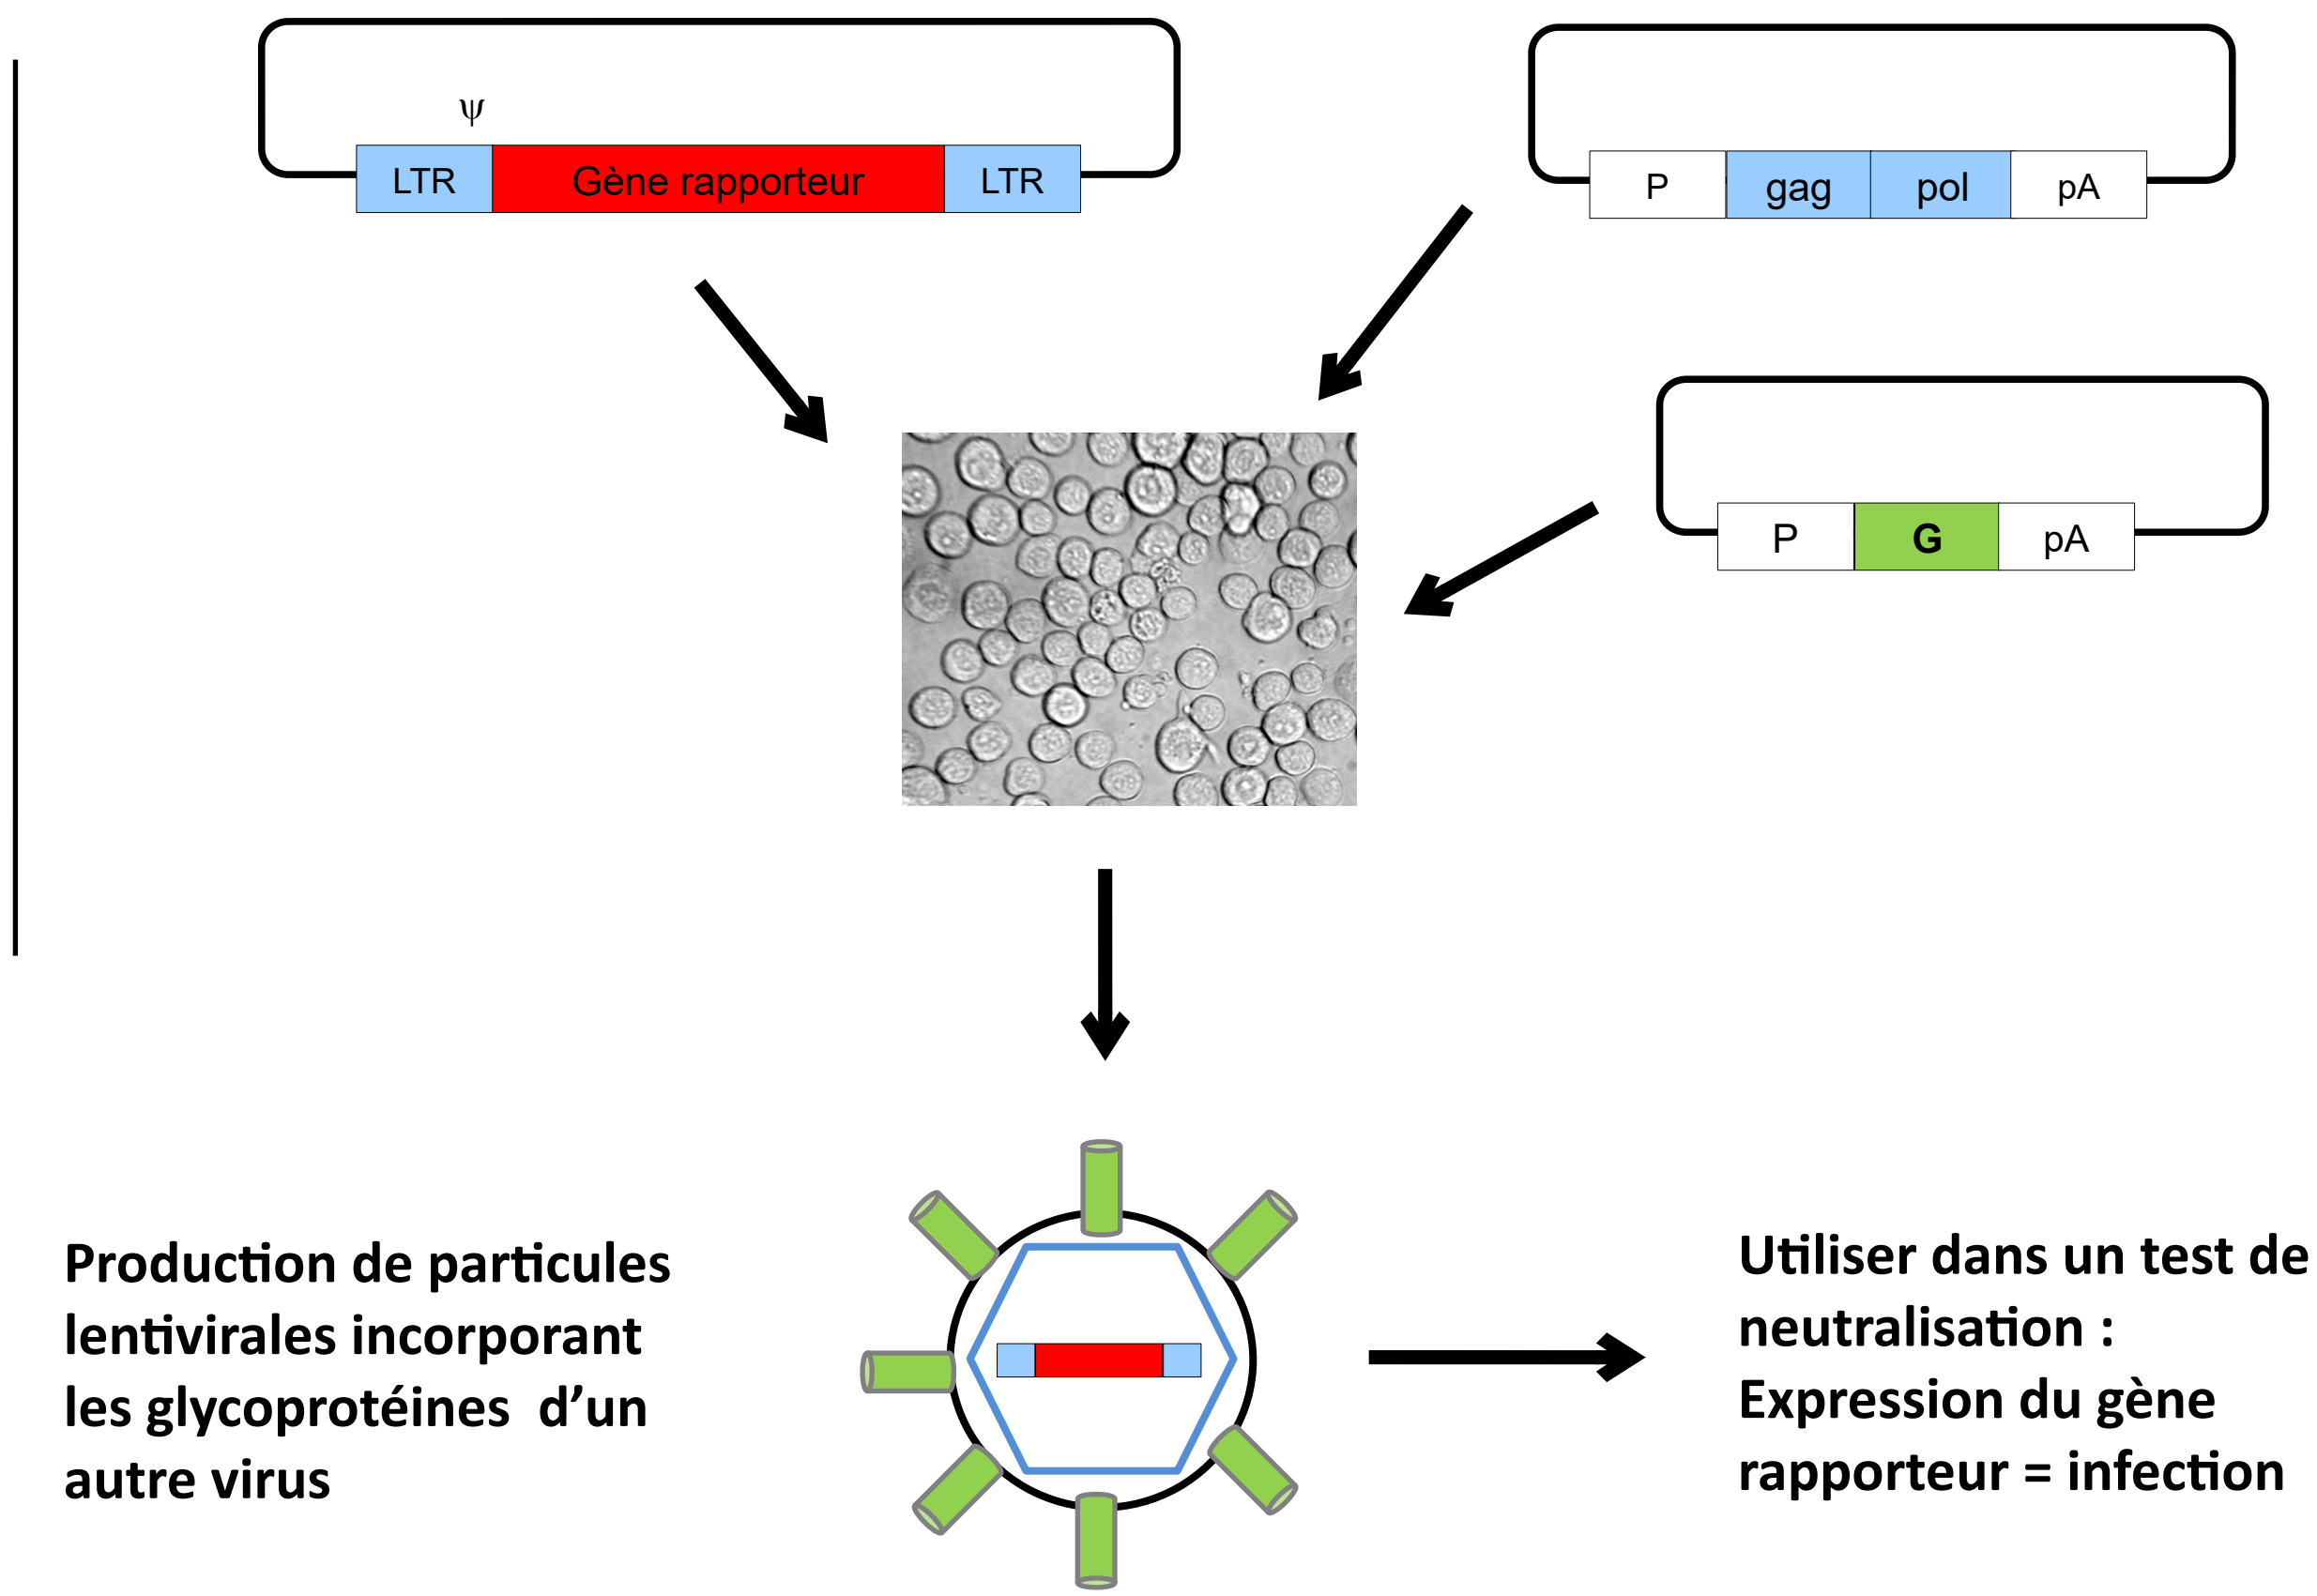 ψ
LTR Gène rapporteur LTR
P gag pol pA
P G pA
Production de particules
lentivirales incorporant
les glycoprotéines d’un
autre virus
Utiliser dans un test de
neutralisation :
Expression du gène
rapporteur = infection